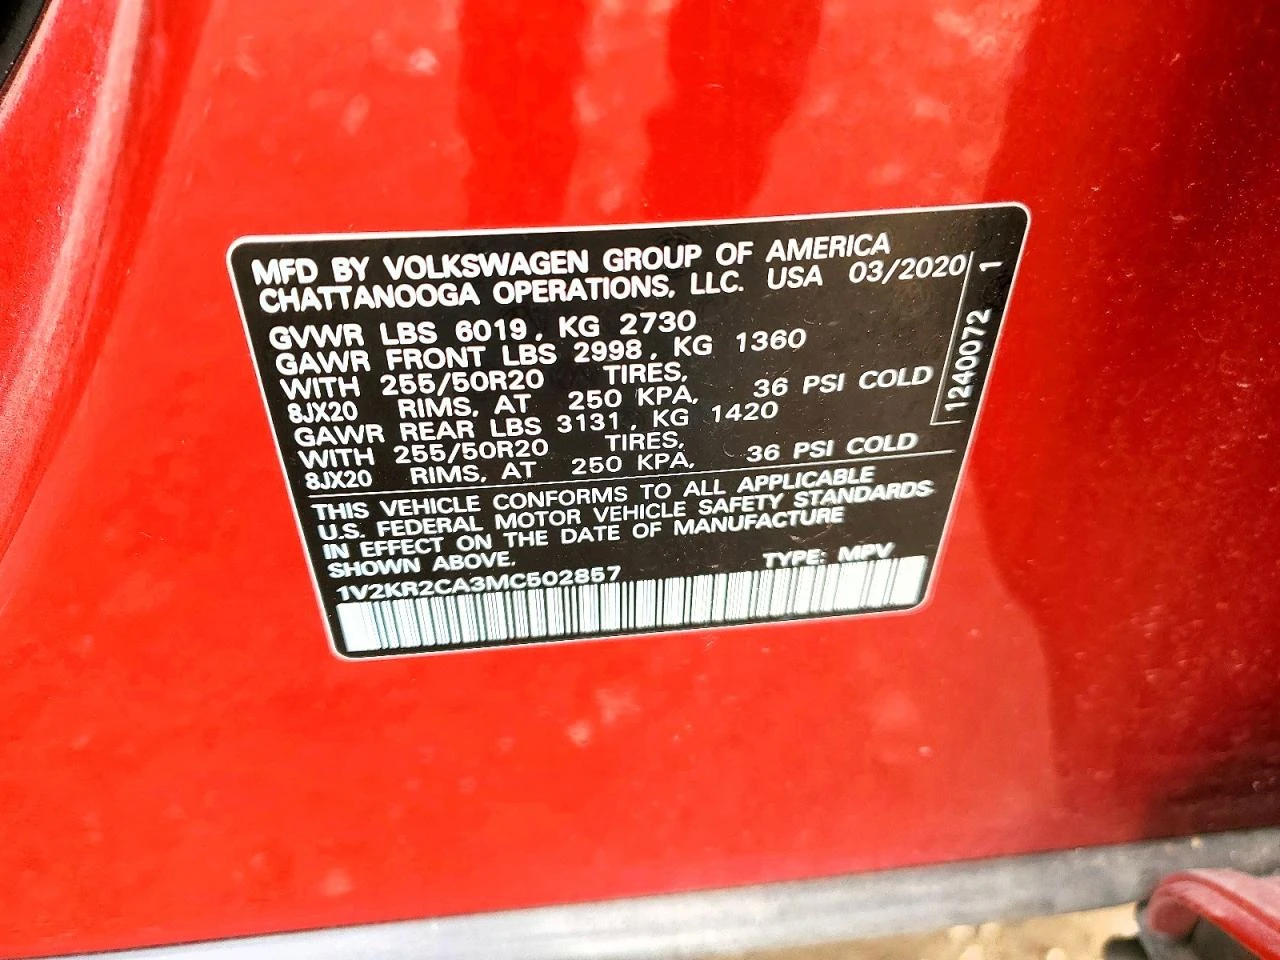 MFD BY VOLKSWAGEN GROUP OF AMERICA
CHATTANOOGA OPERATIONS, LLC. USA 03/2020
GVWR LBS 6019, KG 2730
GAWR FRONT LBS 2998, KG 1360
WITH 255/50R20 TIRES,
8JX20 RIMS, AT 250 KPA, 36 PSI COLD
GAWR REAR LBS 3131, KG 1420
WITH 255/50R20 TIRES,
8JX20 RIMS, AT 250 KPA, 36 PSI COLD
THIS VEHICLE CONFORMS TO ALL APPLICABLE
U.S. FEDERAL MOTOR VEHICLE SAFETY STANDARDS
IN EFFECT ON THE DATE OF MANUFACTURE
SHOWN ABOVE.
1V2KR2CA3MC502857 TYPE: MPV
1240072 1